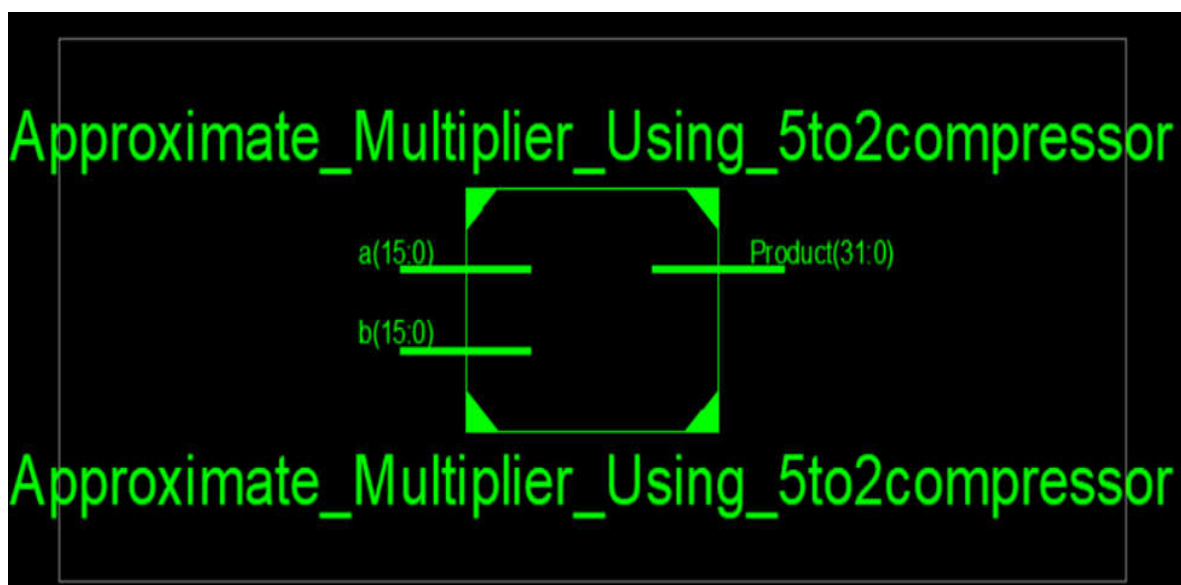 Approximate_Multiplier_Using_5to2compressor
a(15:0)
Product(31:0)
b(15:0)
Approximate_Multiplier_Using_5to2compressor